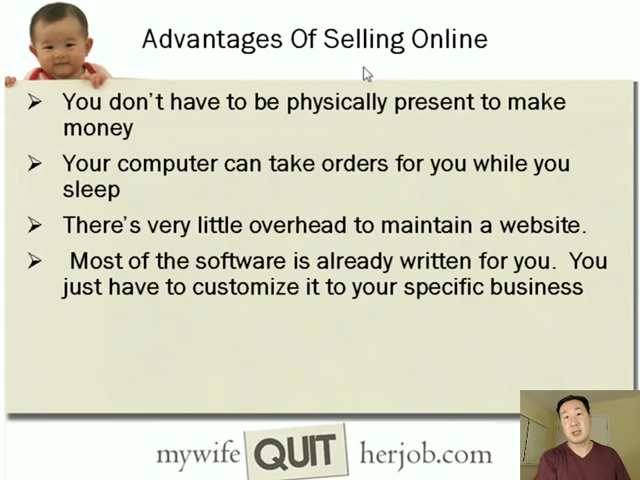 Advantages Of Selling Online
➢ You don't have to be physically present to make
money
➢ Your computer can take orders for you while you
sleep
➢ There's very little overhead to maintain a website.
➢ Most of the software is already written for you. You
just have to customize it to your specific business
mywife QUIT herjob.com